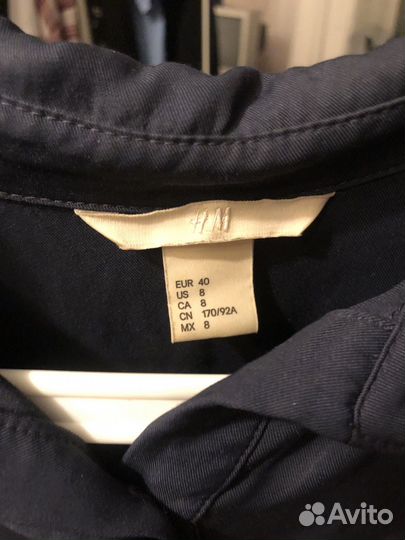 H&M
EUR 40
US 8
CA 8
CN 170/92A
MX 8
Avito